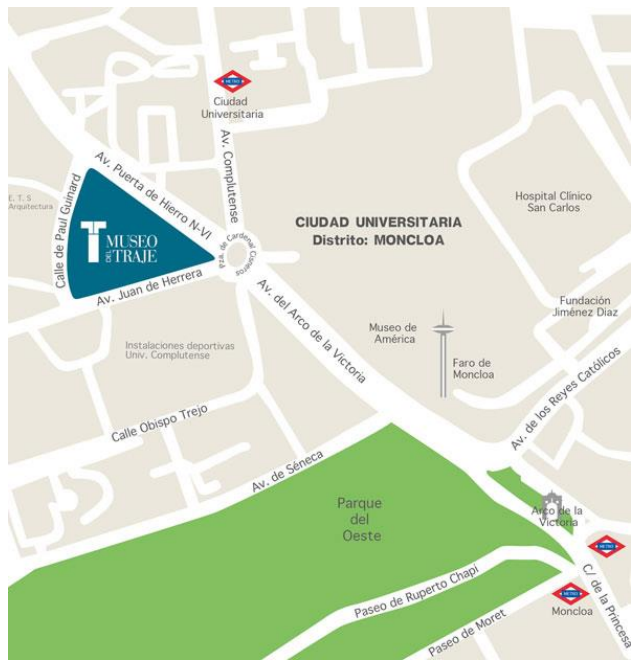 METRO
Ciudad
Universitaria
Av. Puerta de Hierro N-VI
Av. Complutense
E. T. S
Arquitectura
Calle de Paul Guinard
MUSEO
DEL
TRAJE
Pza. de Cardenal Cisneros
Av. Juan de Herrera
CIUDAD UNIVERSITARIA
Distrito: MONCLOA
Hospital Clínico
San Carlos
Fundación
Jiménez Diaz
Av. del Arco de la Victoria
Museo de
América
Faro de
Moncloa
Instalaciones deportivas
Univ. Complutense
Av. de los Reyes Católicos
Calle Obispo Trejo
Av. de Séneca
Parque
del
Oeste
Arco de la
Victoria
METRO
C/ de la Princesa
METRO
Moncloa
Paseo de Ruperto Chapi
Paseo de Moret